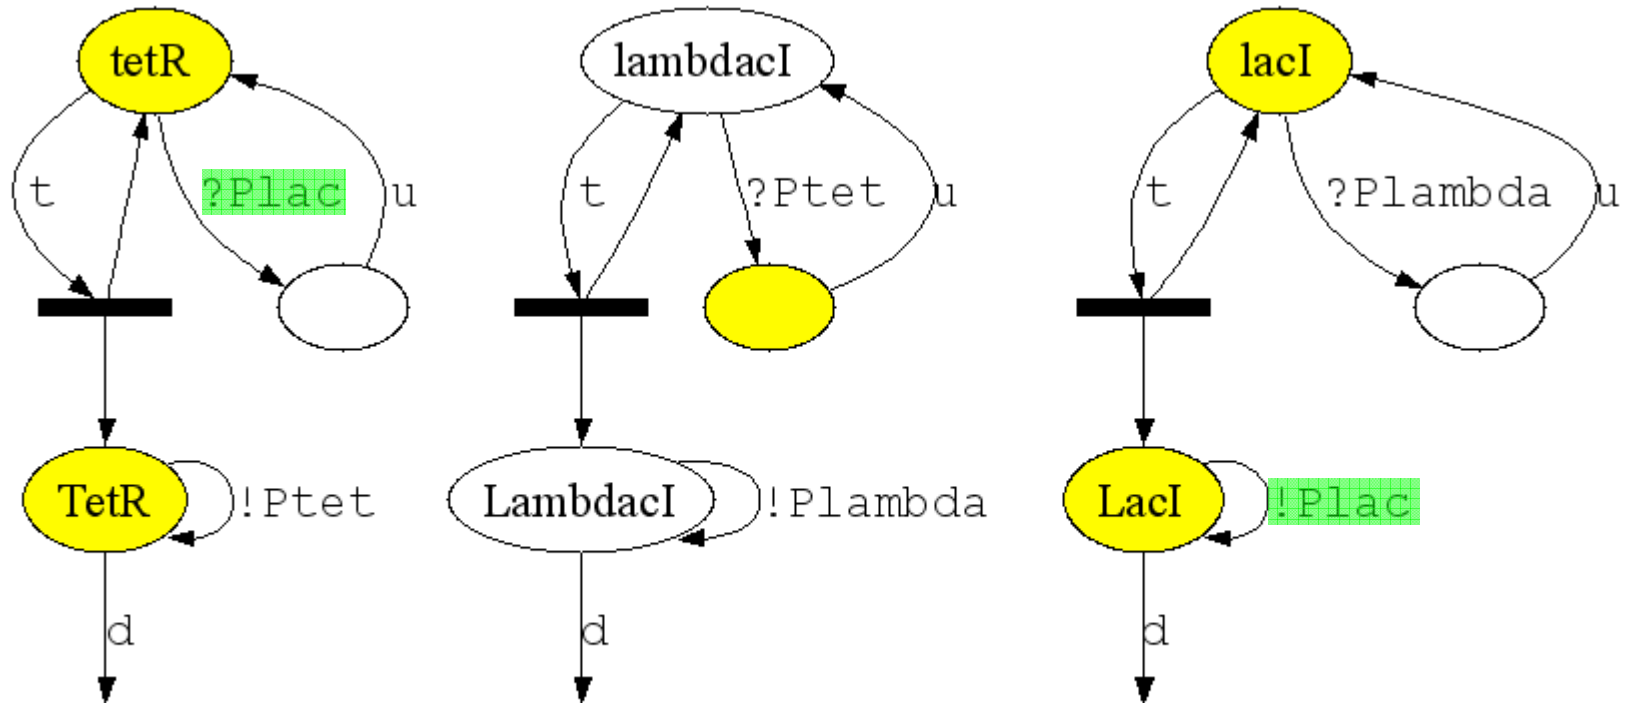 tetR lambdacI lacI
t ?Plac u t ?Ptet u t ?Plambda u
TetR !Ptet LambdacI !Plambda LacI !Plac
d d d